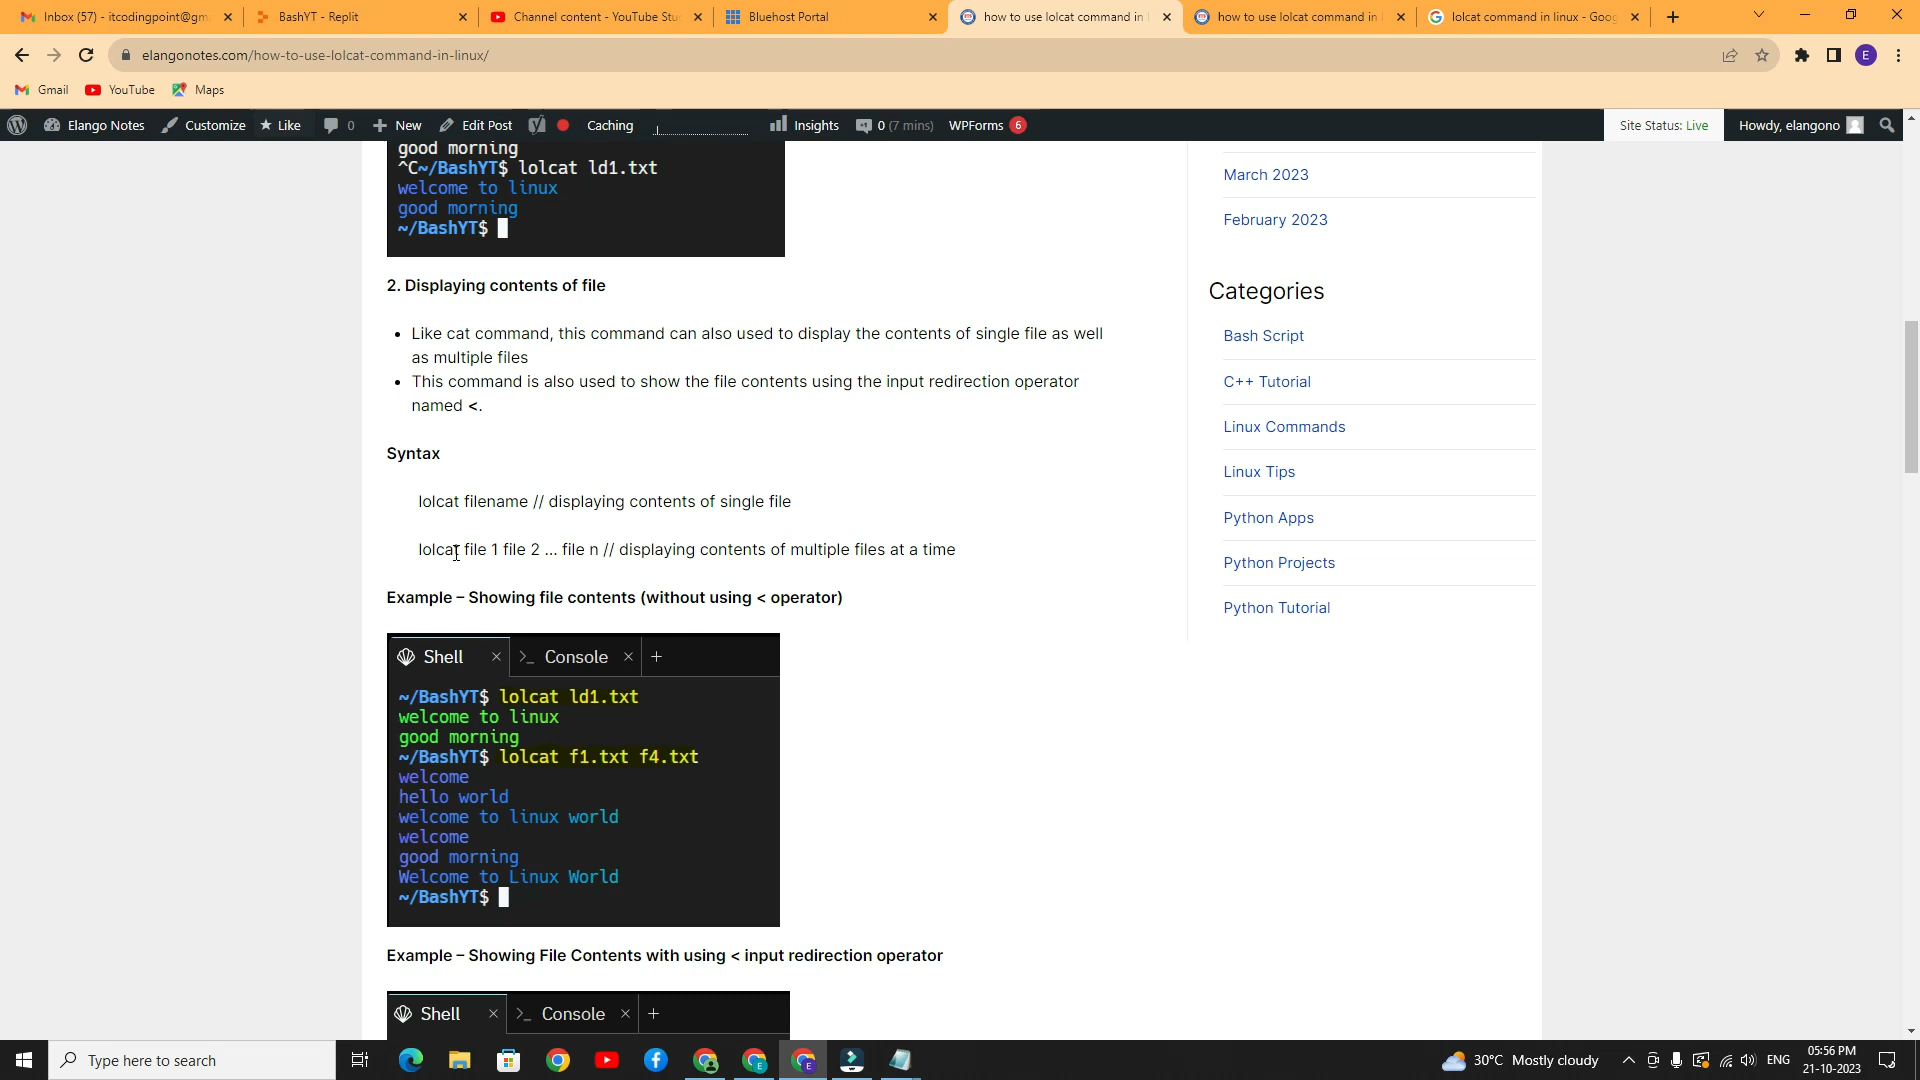 Inbox (57) - itcodingpoint@gm
BashYT - Replit
Channel content - YouTube Stu
Bluehost Portal
how to use lolcat command in l
how to use lolcat command in l
lolcat command in linux - Goog
elangonotes.com/how-to-use-lolcat-command-in-linux/
E
Gmail
YouTube
Maps
Elango Notes
Customize
Like
0
New
Edit Post
Caching
Insights
0 (7 mins)
WPForms 6
Site Status: Live
Howdy, elangono
good morning
^C~/BashYT$ lolcat ld1.txt
welcome to linux
good morning
~/BashYT$
2. Displaying contents of file
• Like cat command, this command can also used to display the contents of single file as well
as multiple files
• This command is also used to show the file contents using the input redirection operator
named <.
Syntax
lolcat filename // displaying contents of single file
lolcat file 1 file 2 … file n // displaying contents of multiple files at a time
Example – Showing file contents (without using < operator)
Shell
Console
~/BashYT$ lolcat ld1.txt
welcome to linux
good morning
~/BashYT$ lolcat f1.txt f4.txt
welcome
hello world
welcome to linux world
welcome
good morning
Welcome to Linux World
~/BashYT$
Example – Showing File Contents with using < input redirection operator
Shell
Console
March 2023
February 2023
Categories
Bash Script
C++ Tutorial
Linux Commands
Linux Tips
Python Apps
Python Projects
Python Tutorial
Type here to search
30°C Mostly cloudy
ENG
05:56 PM
21-10-2023